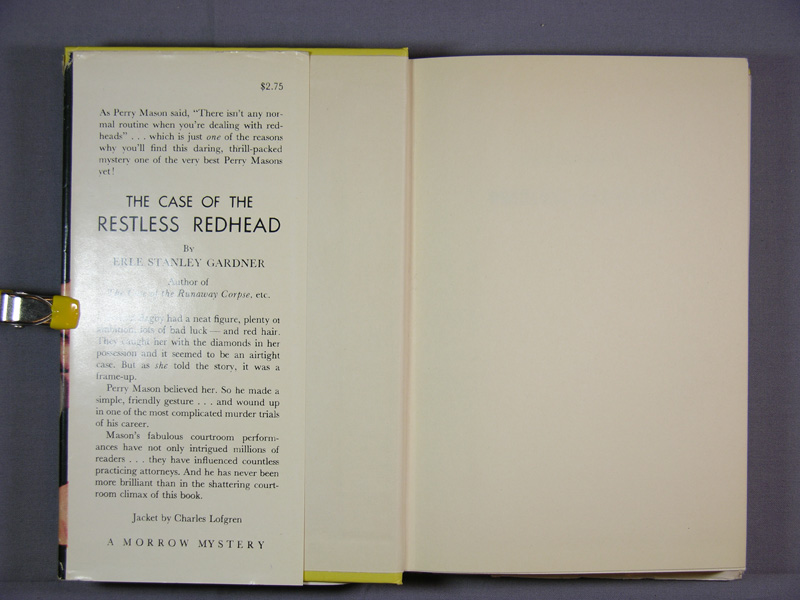 $2.75
As Perry Mason said, "There isn't any nor-
mal routine when you're dealing with red-
heads" . . . which is just one of the reasons
why you'll find this daring, thrill-packed
mystery one of the very best Perry Masons
yet!
THE CASE OF THE
RESTLESS REDHEAD
By
ERLE STANLEY GARDNER
Author of
The Case of the Runaway Corpse, etc.
had a neat figure, plenty of
ambition, lots of bad luck — and red hair.
They caught her with the diamonds in her
possession and it seemed to be an airtight
case. But as she told the story, it was a
frame-up.
Perry Mason believed her. So he made a
simple, friendly gesture . . . and wound up
in one of the most complicated murder trials
of his career.
Mason's fabulous courtroom perform-
ances have not only intrigued millions of
readers . . . they have influenced countless
practicing attorneys. And he has never been
more brilliant than in the shattering court-
room climax of this book.
Jacket by Charles Lofgren
A MORROW MYSTERY